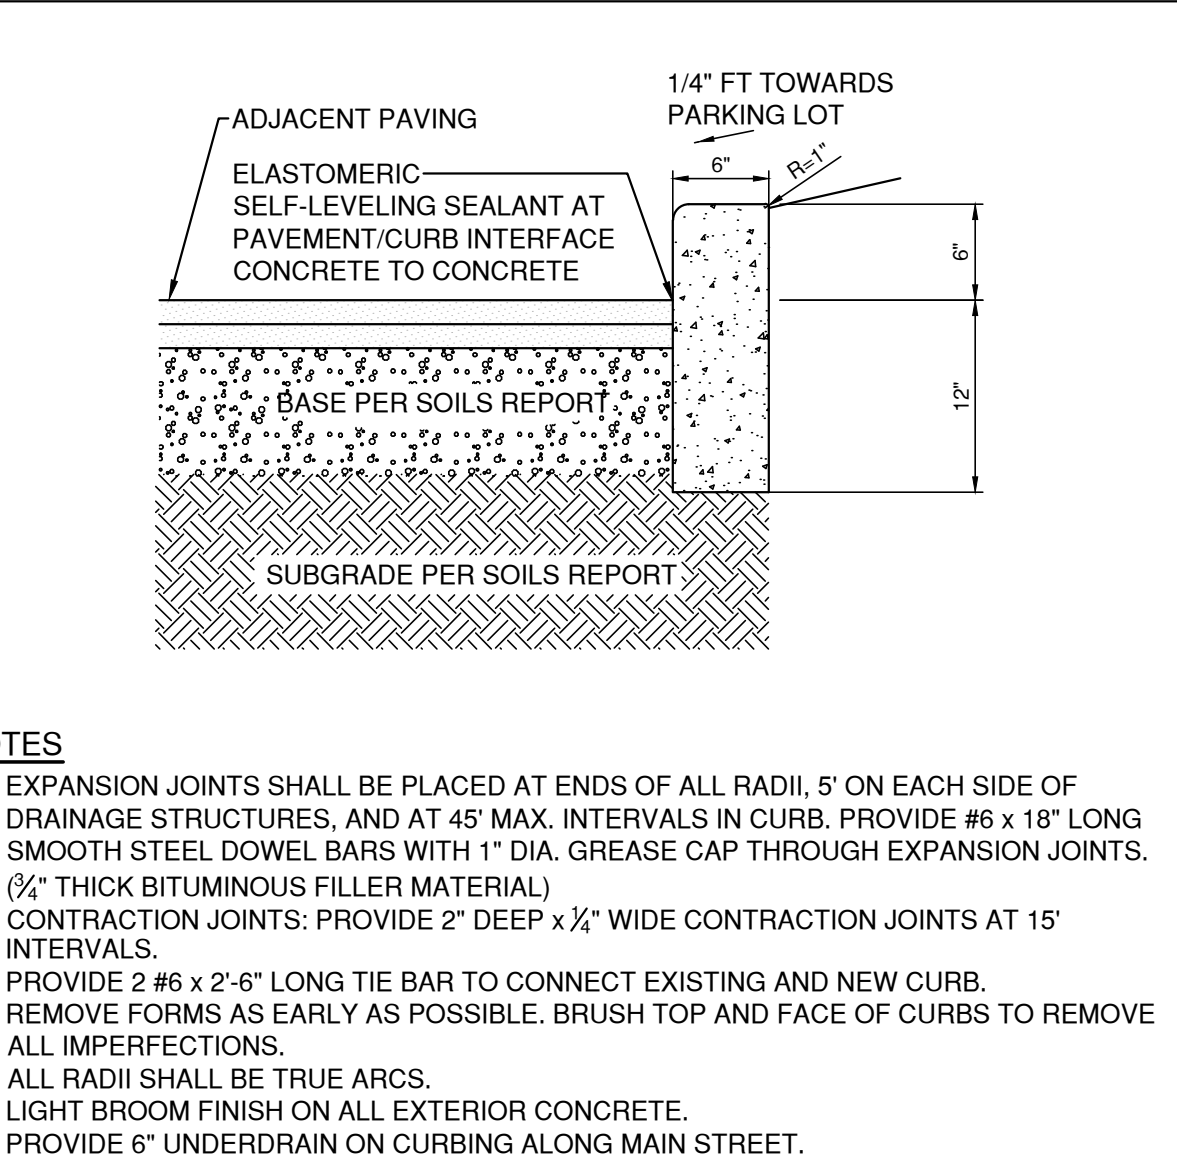 1/4" FT TOWARDS
PARKING LOT
ADJACENT PAVING
6"
R=1"
ELASTOMERIC
SELF-LEVELING SEALANT AT
PAVEMENT/CURB INTERFACE
CONCRETE TO CONCRETE
6"
12"
BASE PER SOILS REPORT
SUBGRADE PER SOILS REPORT
OTES
EXPANSION JOINTS SHALL BE PLACED AT ENDS OF ALL RADII, 5' ON EACH SIDE OF
DRAINAGE STRUCTURES, AND AT 45' MAX. INTERVALS IN CURB. PROVIDE #6 x 18" LONG
SMOOTH STEEL DOWEL BARS WITH 1" DIA. GREASE CAP THROUGH EXPANSION JOINTS.
(3/4" THICK BITUMINOUS FILLER MATERIAL)
CONTRACTION JOINTS: PROVIDE 2" DEEP x 1/4" WIDE CONTRACTION JOINTS AT 15'
INTERVALS.
PROVIDE 2 #6 x 2'-6" LONG TIE BAR TO CONNECT EXISTING AND NEW CURB.
REMOVE FORMS AS EARLY AS POSSIBLE. BRUSH TOP AND FACE OF CURBS TO REMOVE
ALL IMPERFECTIONS.
ALL RADII SHALL BE TRUE ARCS.
LIGHT BROOM FINISH ON ALL EXTERIOR CONCRETE.
PROVIDE 6" UNDERDRAIN ON CURBING ALONG MAIN STREET.